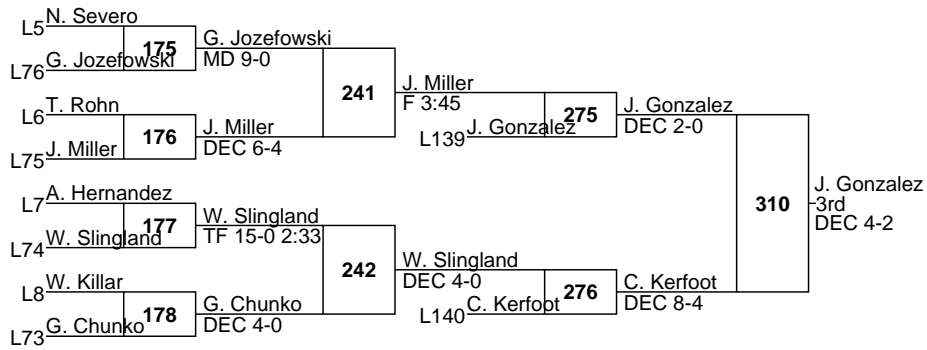 N. Severo
L5
175
G. Jozefowski
L76
G. Jozefowski
MD 9-0
241
T. Rohn
L6
176
J. Miller
L75
J. Miller
DEC 6-4
J. Miller
F 3:45
L139
J. Gonzalez
275
J. Gonzalez
DEC 2-0
A. Hernandez
L7
177
W. Slingland
L74
W. Slingland
TF 15-0 2:33
242
W. Killar
L8
178
G. Chunko
L73
G. Chunko
DEC 4-0
W. Slingland
DEC 4-0
L140
C. Kerfoot
276
C. Kerfoot
DEC 8-4
310
J. Gonzalez
3rd
DEC 4-2